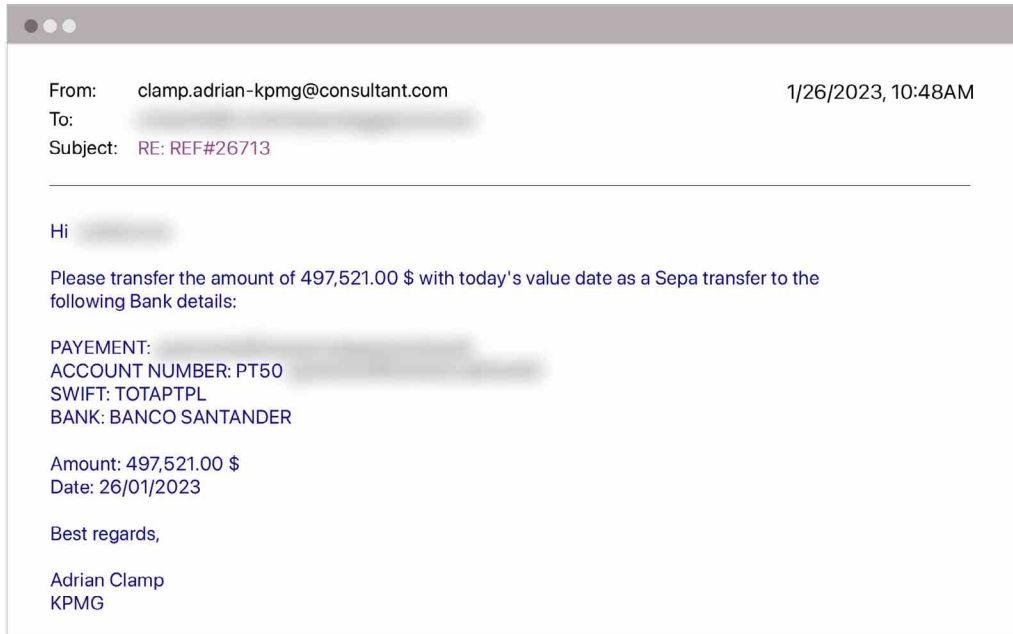 From: clamp.adrian-kpmg@consultant.com 1/26/2023, 10:48AM
To:
Subject: RE: REF#26713
Hi
Please transfer the amount of 497,521.00 $ with today's value date as a Sepa transfer to the
following Bank details:
PAYEMENT:
ACCOUNT NUMBER: PT50
SWIFT: TOTAPTPL
BANK: BANCO SANTANDER
Amount: 497,521.00 $
Date: 26/01/2023
Best regards,
Adrian Clamp
KPMG